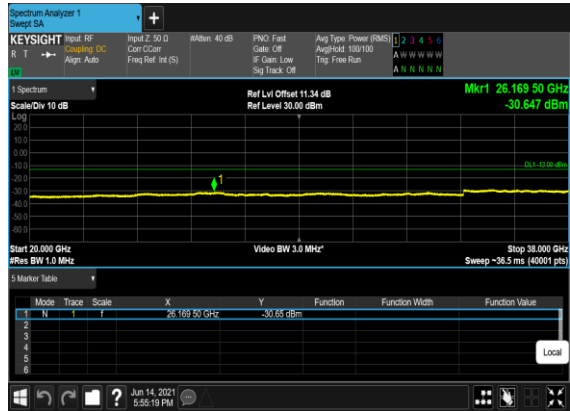 Spectrum Analyzer 1
Swept SA
+
KEYSIGHT Input: RF Input Z: 50 Ω #Atten: 40 dB PNO: Fast Avg Type: Power (RMS) 1 2 3 4 5 6
R T Coupling: DC Corr CCorr Gate: Off Avg|Hold: 100/100 A W W W W W
Align: Auto Freq Ref: Int (S) IF Gain: Low Trig: Free Run A N N N N N
Sig Track: Off
LV
1 Spectrum Ref Lvl Offset 11.34 dB Mkr1 26.169 50 GHz
Scale/Div 10 dB Ref Level 30.00 dBm -30.647 dBm
Log
20.0
10.0
0.00
-10.0 DL1 -13.00 dBm
-20.0
1
-30.0
-40.0
-50.0
-60.0
Start 20.000 GHz Video BW 3.0 MHz* Stop 38.000 GHz
#Res BW 1.0 MHz Sweep ~36.5 ms (40001 pts)
5 Marker Table
Mode Trace Scale X Y Function Function Width Function Value
1 N 1 f 26.169 50 GHz -30.65 dBm
2
3
4
5
6
Local
? Jun 14, 2021
5:55:19 PM